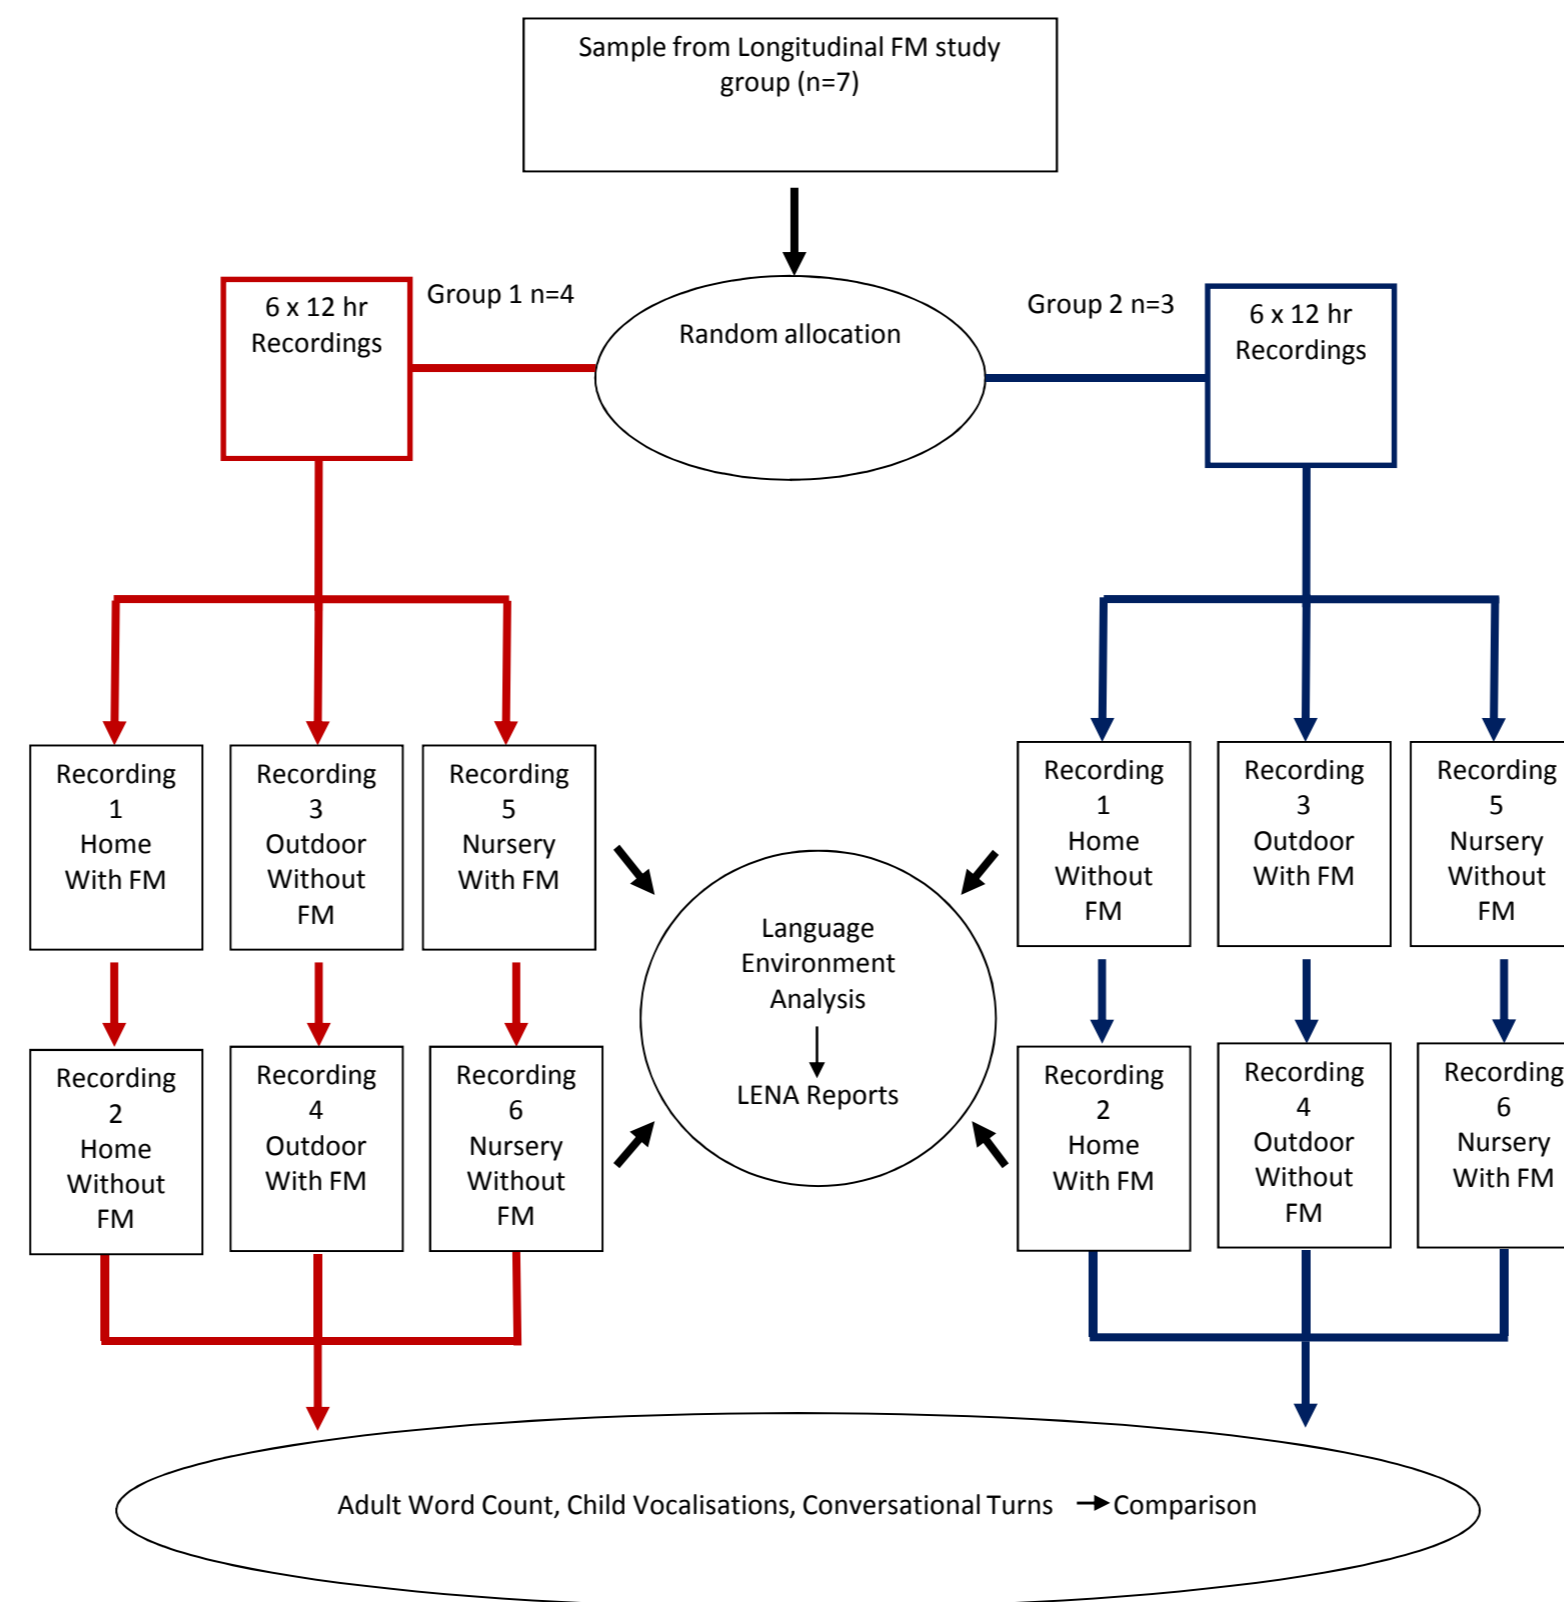 Sample from Longitudinal FM study
group (n=7)
Group 1 n=4
Group 2 n=3
6 x 12 hr
Recordings
Random allocation
6 x 12 hr
Recordings
Recording
1
Home
With FM
Recording
3
Outdoor
Without
FM
Recording
5
Nursery
With FM
Recording
1
Home
Without
FM
Recording
3
Outdoor
With FM
Recording
5
Nursery
Without
FM
Language
Environment
Analysis
LENA Reports
Recording
2
Home
Without
FM
Recording
4
Outdoor
With FM
Recording
6
Nursery
Without
FM
Recording
2
Home
With FM
Recording
4
Outdoor
Without
FM
Recording
6
Nursery
With FM
Adult Word Count, Child Vocalisations, Conversational Turns Comparison